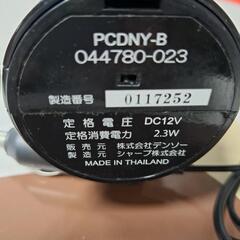 PCDNY-B
044780-023
製造番号 0117252
定格電圧 DC12V
定格消費電力 2.3W
販売元 株式会社デンソー
製造元 シャープ株式会社
MADE IN THAILAND